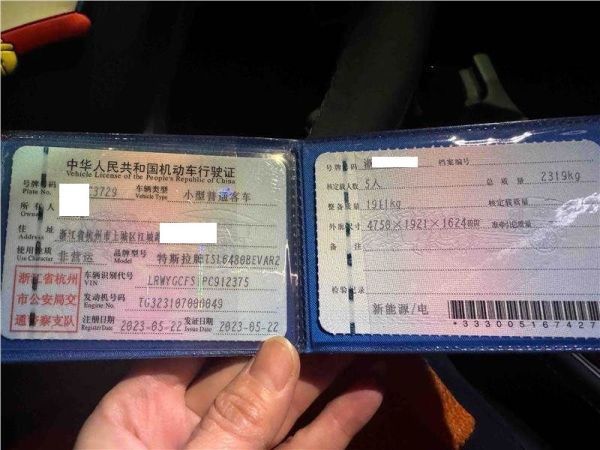 中华人民共和国机动车行驶证
Vehicle License of the People's Republic of China
号牌号码 3729 车辆类型 小型普通客车
Plate No. Vehicle Type
所有人
Owner
住址 浙江省杭州市上城区江城路
Address
使用性质 非营运 品牌型号 特斯拉牌TSL6480BEVAR2
Use Character Model
浙江省杭州市公安局交通警察支队
车辆识别代号 LRWYGCFS PC912375
VIN
发动机号码 TG323107000049
Engine No.
注册日期 2023-05-22 发证日期 2023-05-22
Register Date Issue Date
号牌号码 档案编号
核定载人数 5人 总质量 2319kg
整备质量 1911kg 核定载质量
外廓尺寸 4750×1921×1624mm 准牵引总质量
备注
检验记录
新能源/电
*333005167427